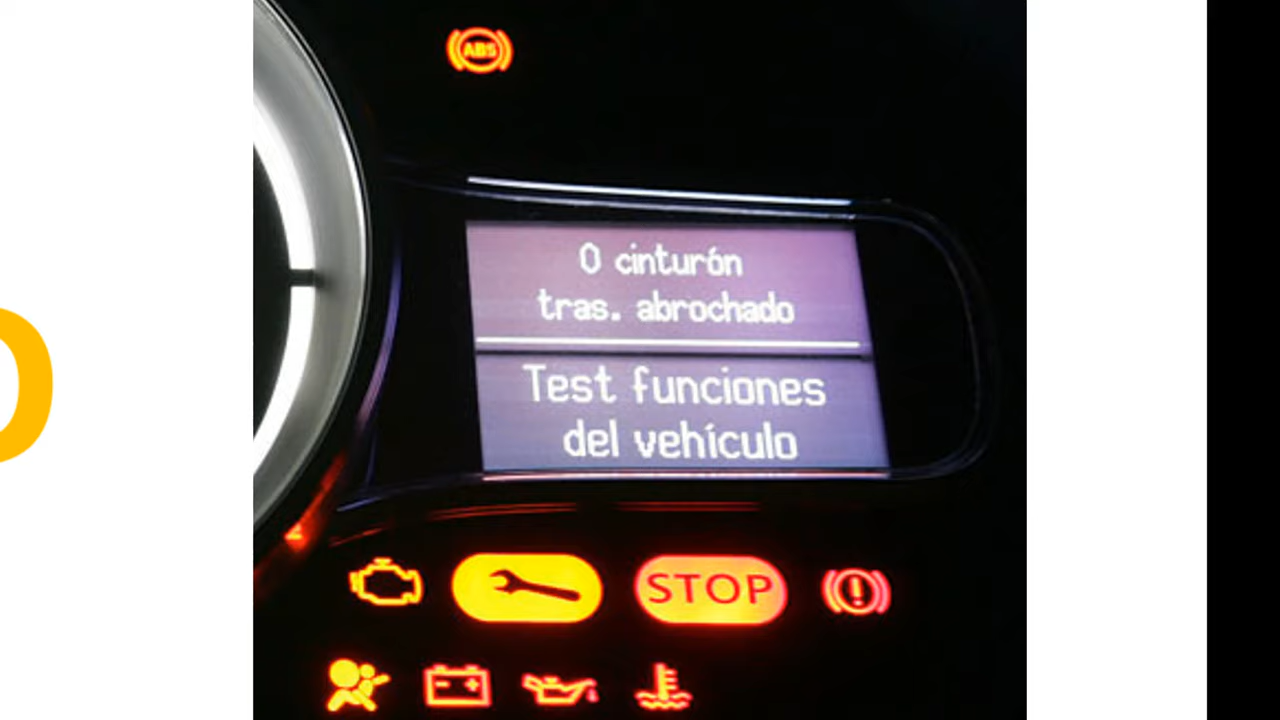 ABS
0 cinturón
tras. abrochado
Test funciones
del vehículo
STOP